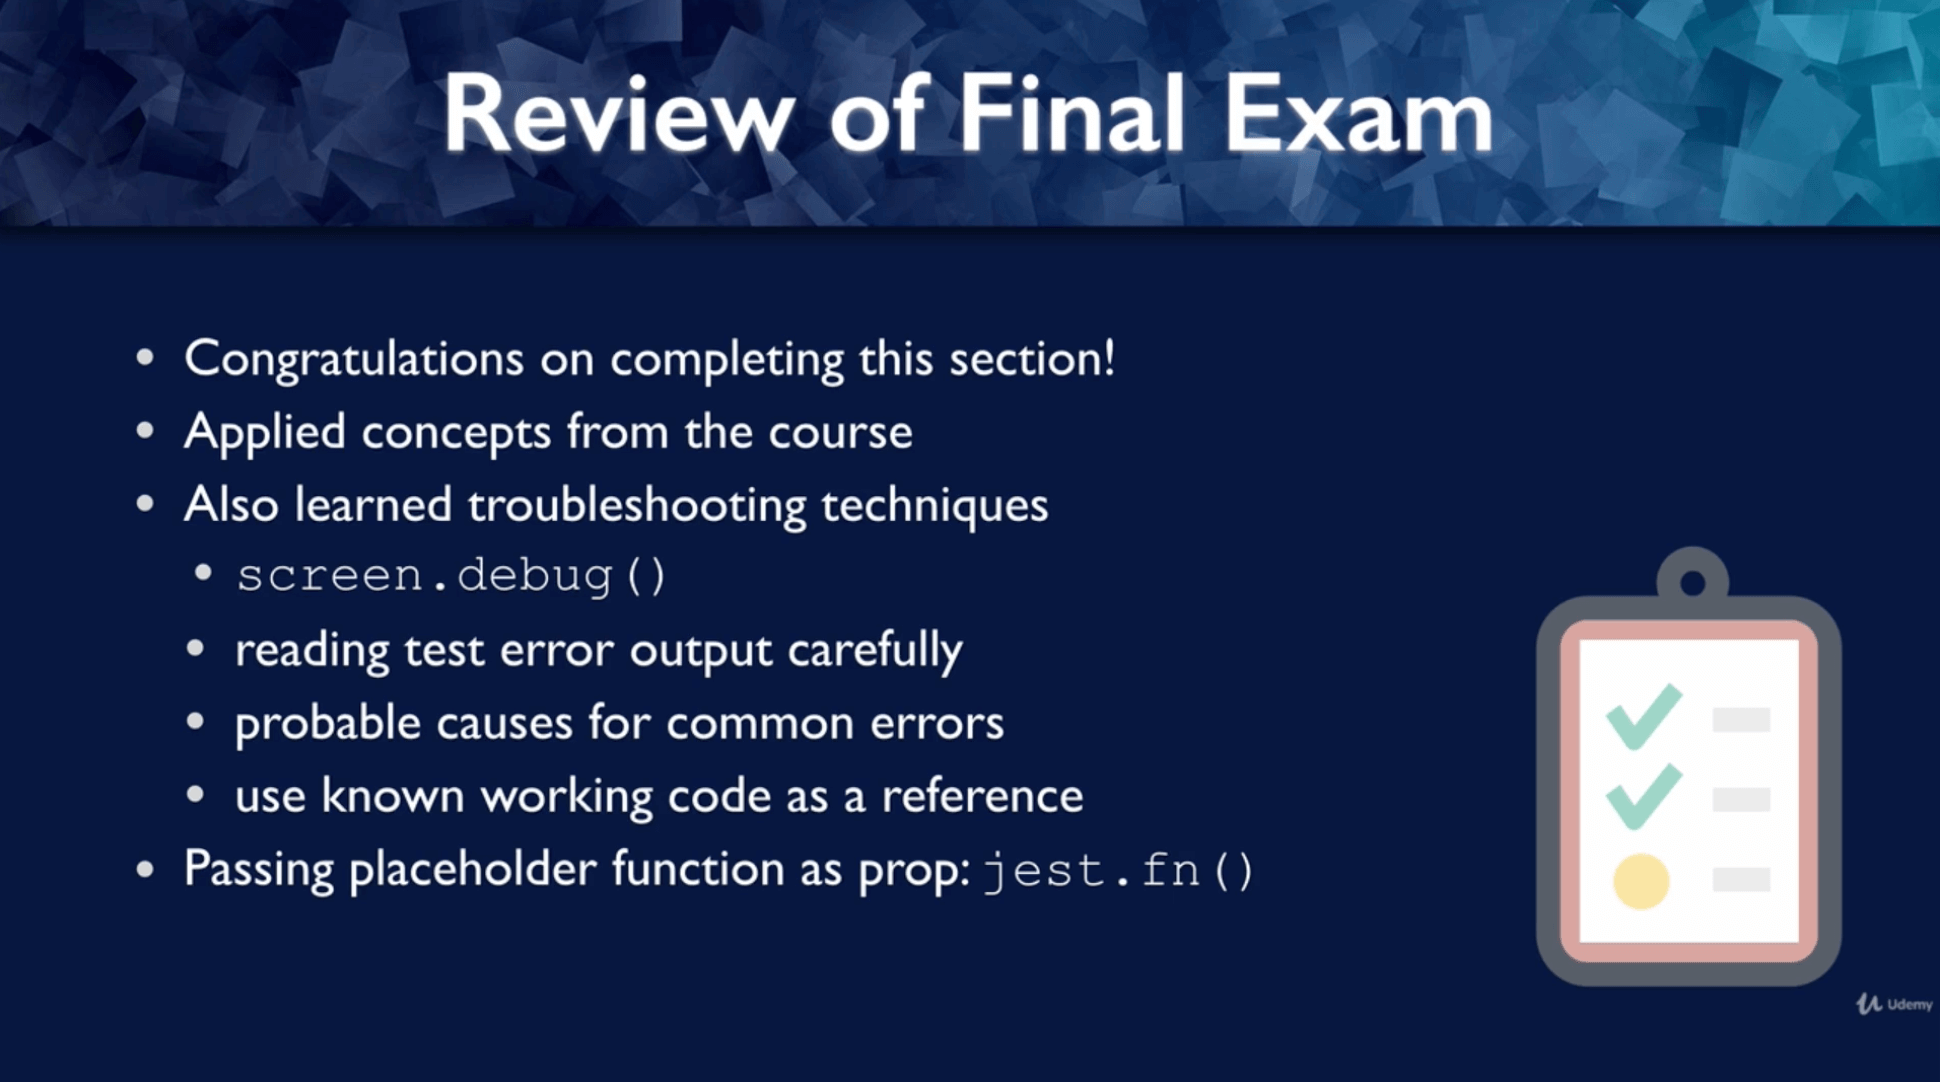 Review of Final Exam
• Congratulations on completing this section!
• Applied concepts from the course
• Also learned troubleshooting techniques
• screen.debug()
• reading test error output carefully
• probable causes for common errors
• use known working code as a reference
• Passing placeholder function as prop: jest.fn()
Udemy